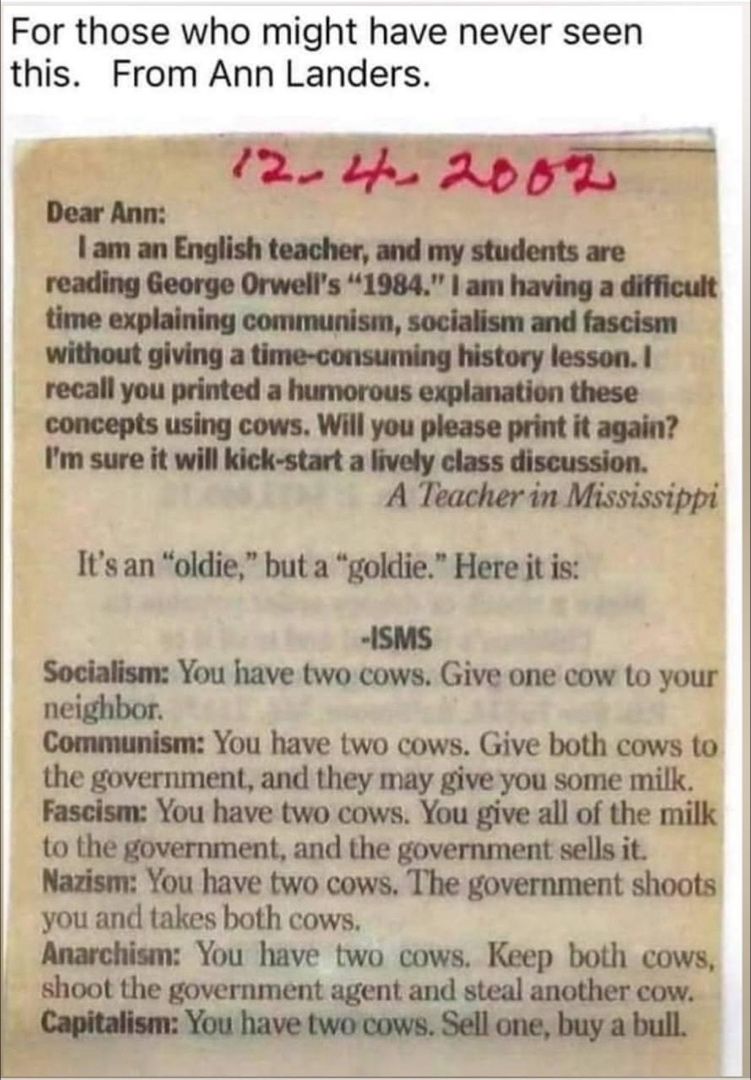 For those who might have never seen
this. From Ann Landers.
12-4-2002
Dear Ann:
I am an English teacher, and my students are
reading George Orwell's “1984.” I am having a difficult
time explaining communism, socialism and fascism
without giving a time-consuming history lesson. I
recall you printed a humorous explanation these
concepts using cows. Will you please print it again?
I'm sure it will kick-start a lively class discussion.
A Teacher in Mississippi
It's an “oldie,” but a “goldie.” Here it is:
-ISMS
Socialism: You have two cows. Give one cow to your
neighbor.
Communism: You have two cows. Give both cows to
the government, and they may give you some milk.
Fascism: You have two cows. You give all of the milk
to the government, and the government sells it.
Nazism: You have two cows. The government shoots
you and takes both cows.
Anarchism: You have two cows. Keep both cows,
shoot the government agent and steal another cow.
Capitalism: You have two cows. Sell one, buy a bull.